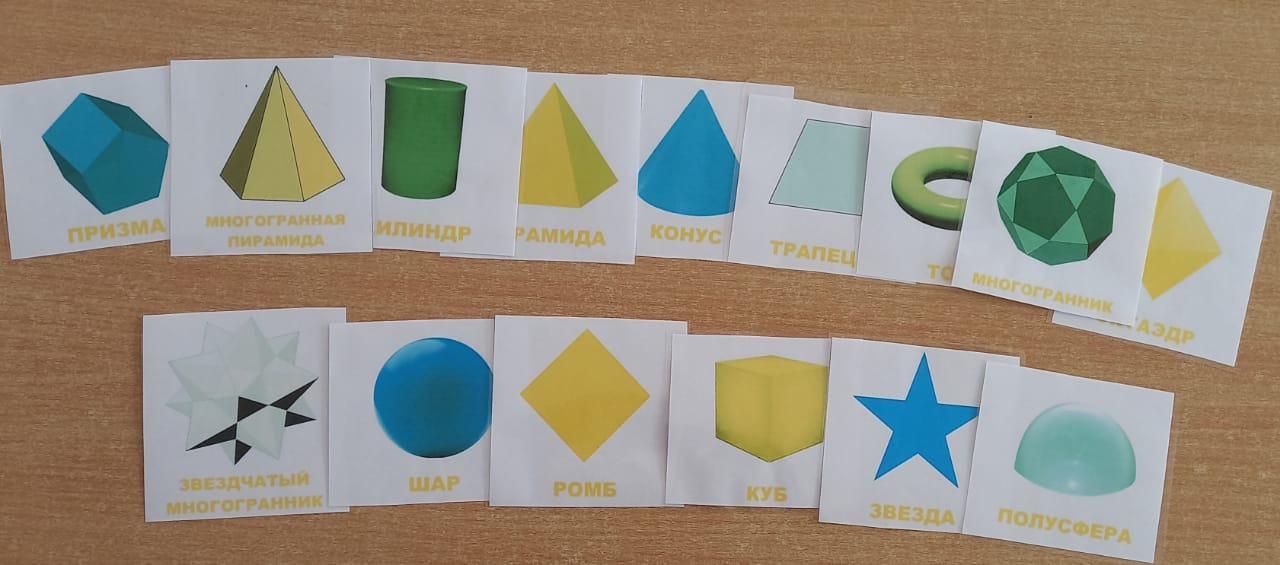 ПРИЗМА
МНОГОГРАННАЯ
ПИРАМИДА
ИЛИНДР
РАМИДА
КОНУС
ТРАПЕЦ
ТО
МНОГОГРАННИК
ТАЭДР
ЗВЕЗДЧАТЫЙ
МНОГОГРАННИК
ШАР
РОМБ
КУБ
ЗВЕЗДА
ПОЛУСФЕРА